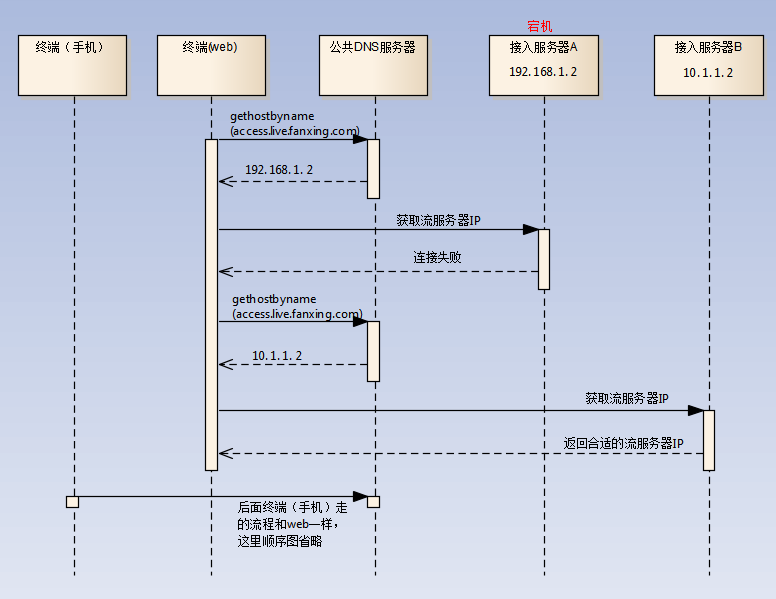 宕机
终端（手机）
终端(web)
公共DNS服务器
接入服务器A
192.168.1.2
接入服务器B
10.1.1.2
gethostbyname
(access.live.fanxing.com)
192.168.1.2
获取流服务器IP
连接失败
gethostbyname
(access.live.fanxing.com)
10.1.1.2
获取流服务器IP
返回合适的流服务器IP
后面终端（手机）走
的流程和web一样，
这里顺序图省略